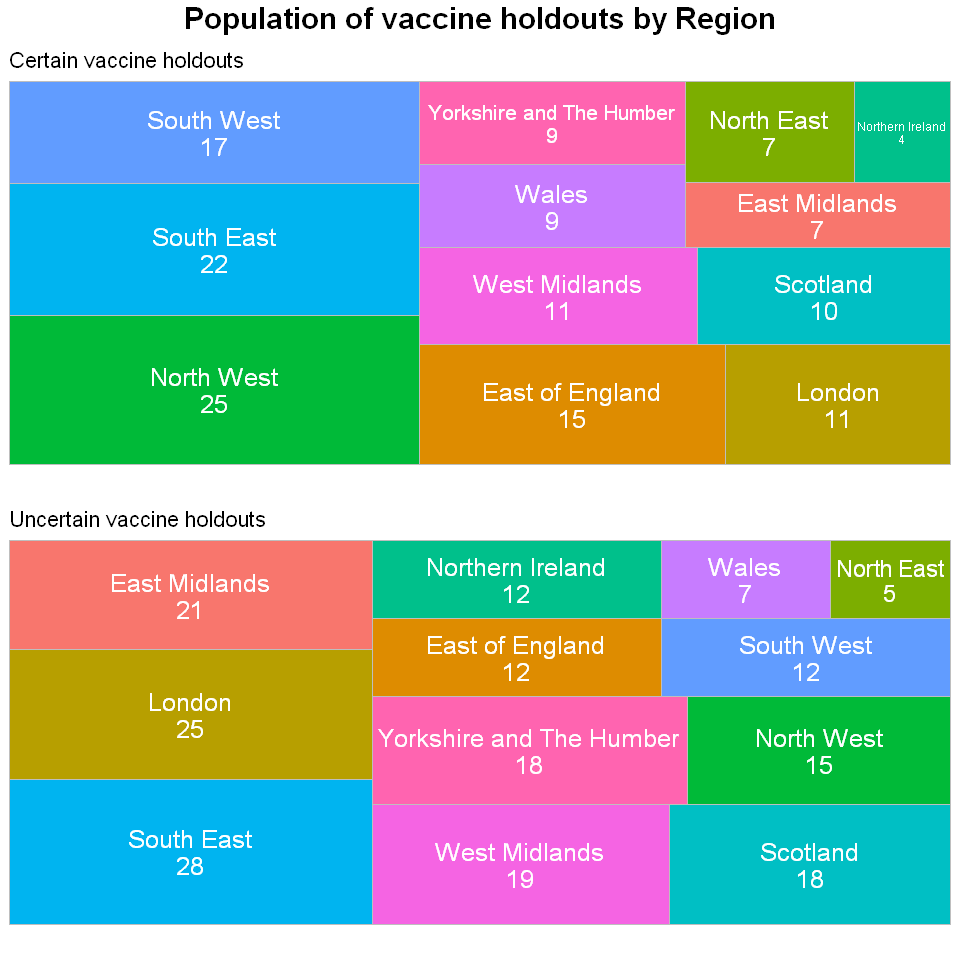 Population of vaccine holdouts by Region
Certain vaccine holdouts
South West
17
South East
22
North West
25
Yorkshire and The Humber
9
Wales
9
West Midlands
11
East of England
15
North East
7
Northern Ireland
4
East Midlands
7
Scotland
10
London
11
Uncertain vaccine holdouts
East Midlands
21
London
25
South East
28
Northern Ireland
12
Wales
7
North East
5
East of England
12
South West
12
Yorkshire and The Humber
18
North West
15
West Midlands
19
Scotland
18